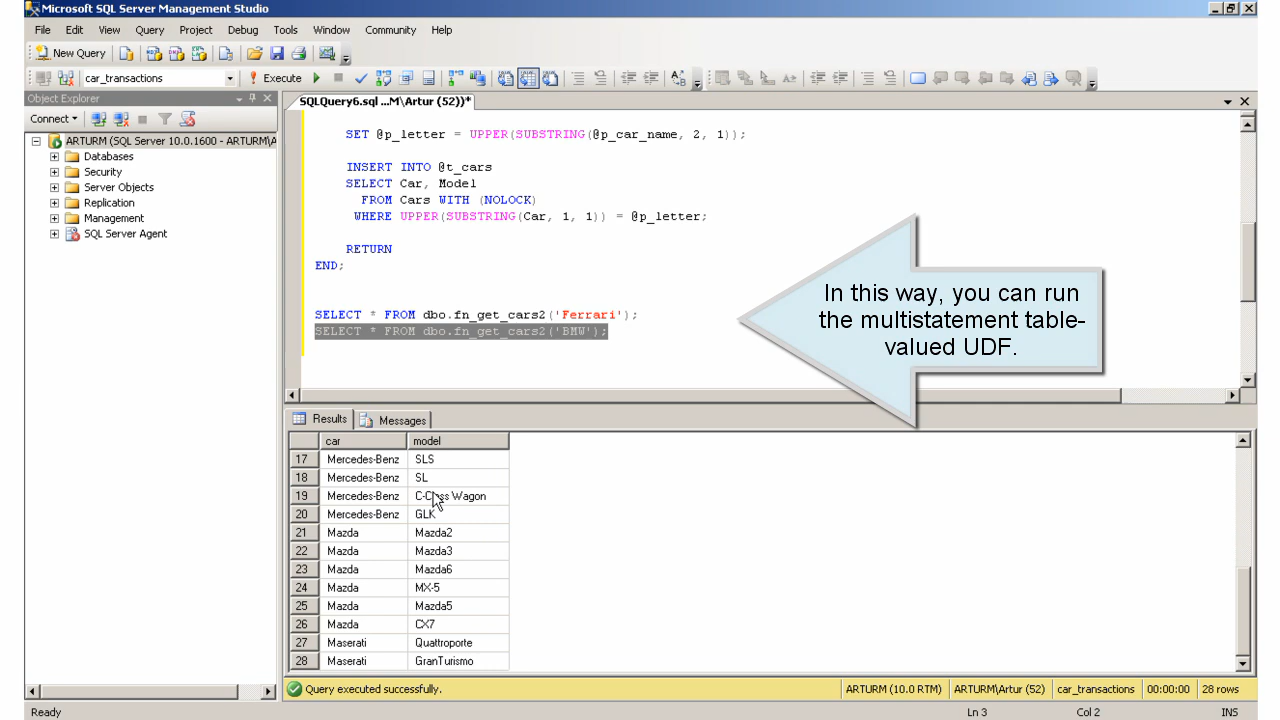 Microsoft SQL Server Management Studio
File Edit View Query Project Debug Tools Window Community Help
New Query
car_transactions Execute
Object Explorer
SQLQuery6.sql ...M\Artur (52))*
Connect
ARTURM (SQL Server 10.0.1600 - ARTURM\A
Databases
Security
Server Objects
Replication
Management
SQL Server Agent
SET @p_letter = UPPER(SUBSTRING(@p_car_name, 2, 1));
INSERT INTO @t_cars
SELECT Car, Model
FROM Cars WITH (NOLOCK)
WHERE UPPER(SUBSTRING(Car, 1, 1)) = @p_letter;
RETURN
END;
SELECT * FROM dbo.fn_get_cars2('Ferrari');
SELECT * FROM dbo.fn_get_cars2('BMW');
In this way, you can run
the multistatement table-
valued UDF.
Results Messages
car model
17 Mercedes-Benz SLS
18 Mercedes-Benz SL
19 Mercedes-Benz C-Class Wagon
20 Mercedes-Benz GLK
21 Mazda Mazda2
22 Mazda Mazda3
23 Mazda Mazda6
24 Mazda MX-5
25 Mazda Mazda5
26 Mazda CX7
27 Maserati Quattroporte
28 Maserati GranTurismo
Query executed successfully. ARTURM (10.0 RTM) ARTURM\Artur (52) car_transactions 00:00:00 28 rows
Ready Ln 3 Col 2 INS